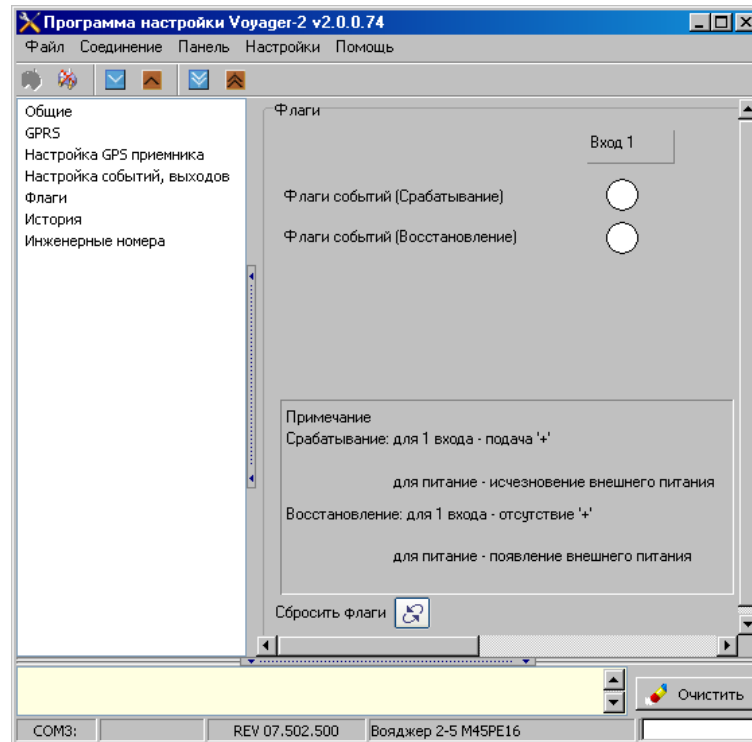 Программа настройки Voyager-2 v2.0.0.74
Файл Соединение Панель Настройки Помощь
Общие
GPRS
Настройка GPS приемника
Настройка событий, выходов
Флаги
История
Инженерные номера
Флаги
Вход 1
Флаги событий (Срабатывание)
Флаги событий (Восстановление)
Примечание
Срабатывание: для 1 входа - подача '+'
для питание - исчезновение внешнего питания
Восстановление: для 1 входа - отсутствие '+'
для питание - появление внешнего питания
Сбросить флаги
Очистить
COM3: REV 07.502.500 Вояджер 2-5 M45PE16